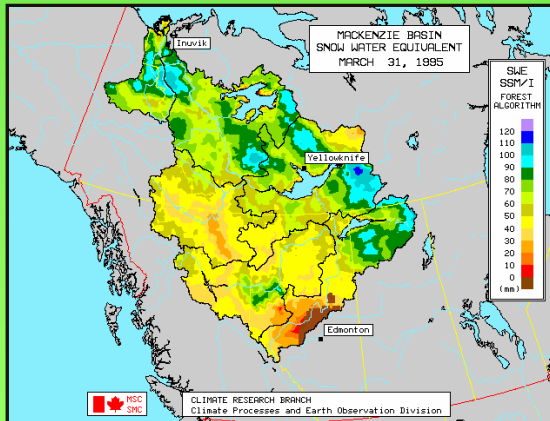 MACKENZIE BASIN
SNOW WATER EQUIVALENT
MARCH 31, 1995
Inuvik
SWE
SSM/I
FOREST
ALGORITHM
120
110
100
90
80
70
60
50
40
30
20
10
0
(mm)
Yellowknife
Edmonton
MSC
SMC
CLIMATE RESEARCH BRANCH
Climate Processes and Earth Observation Division